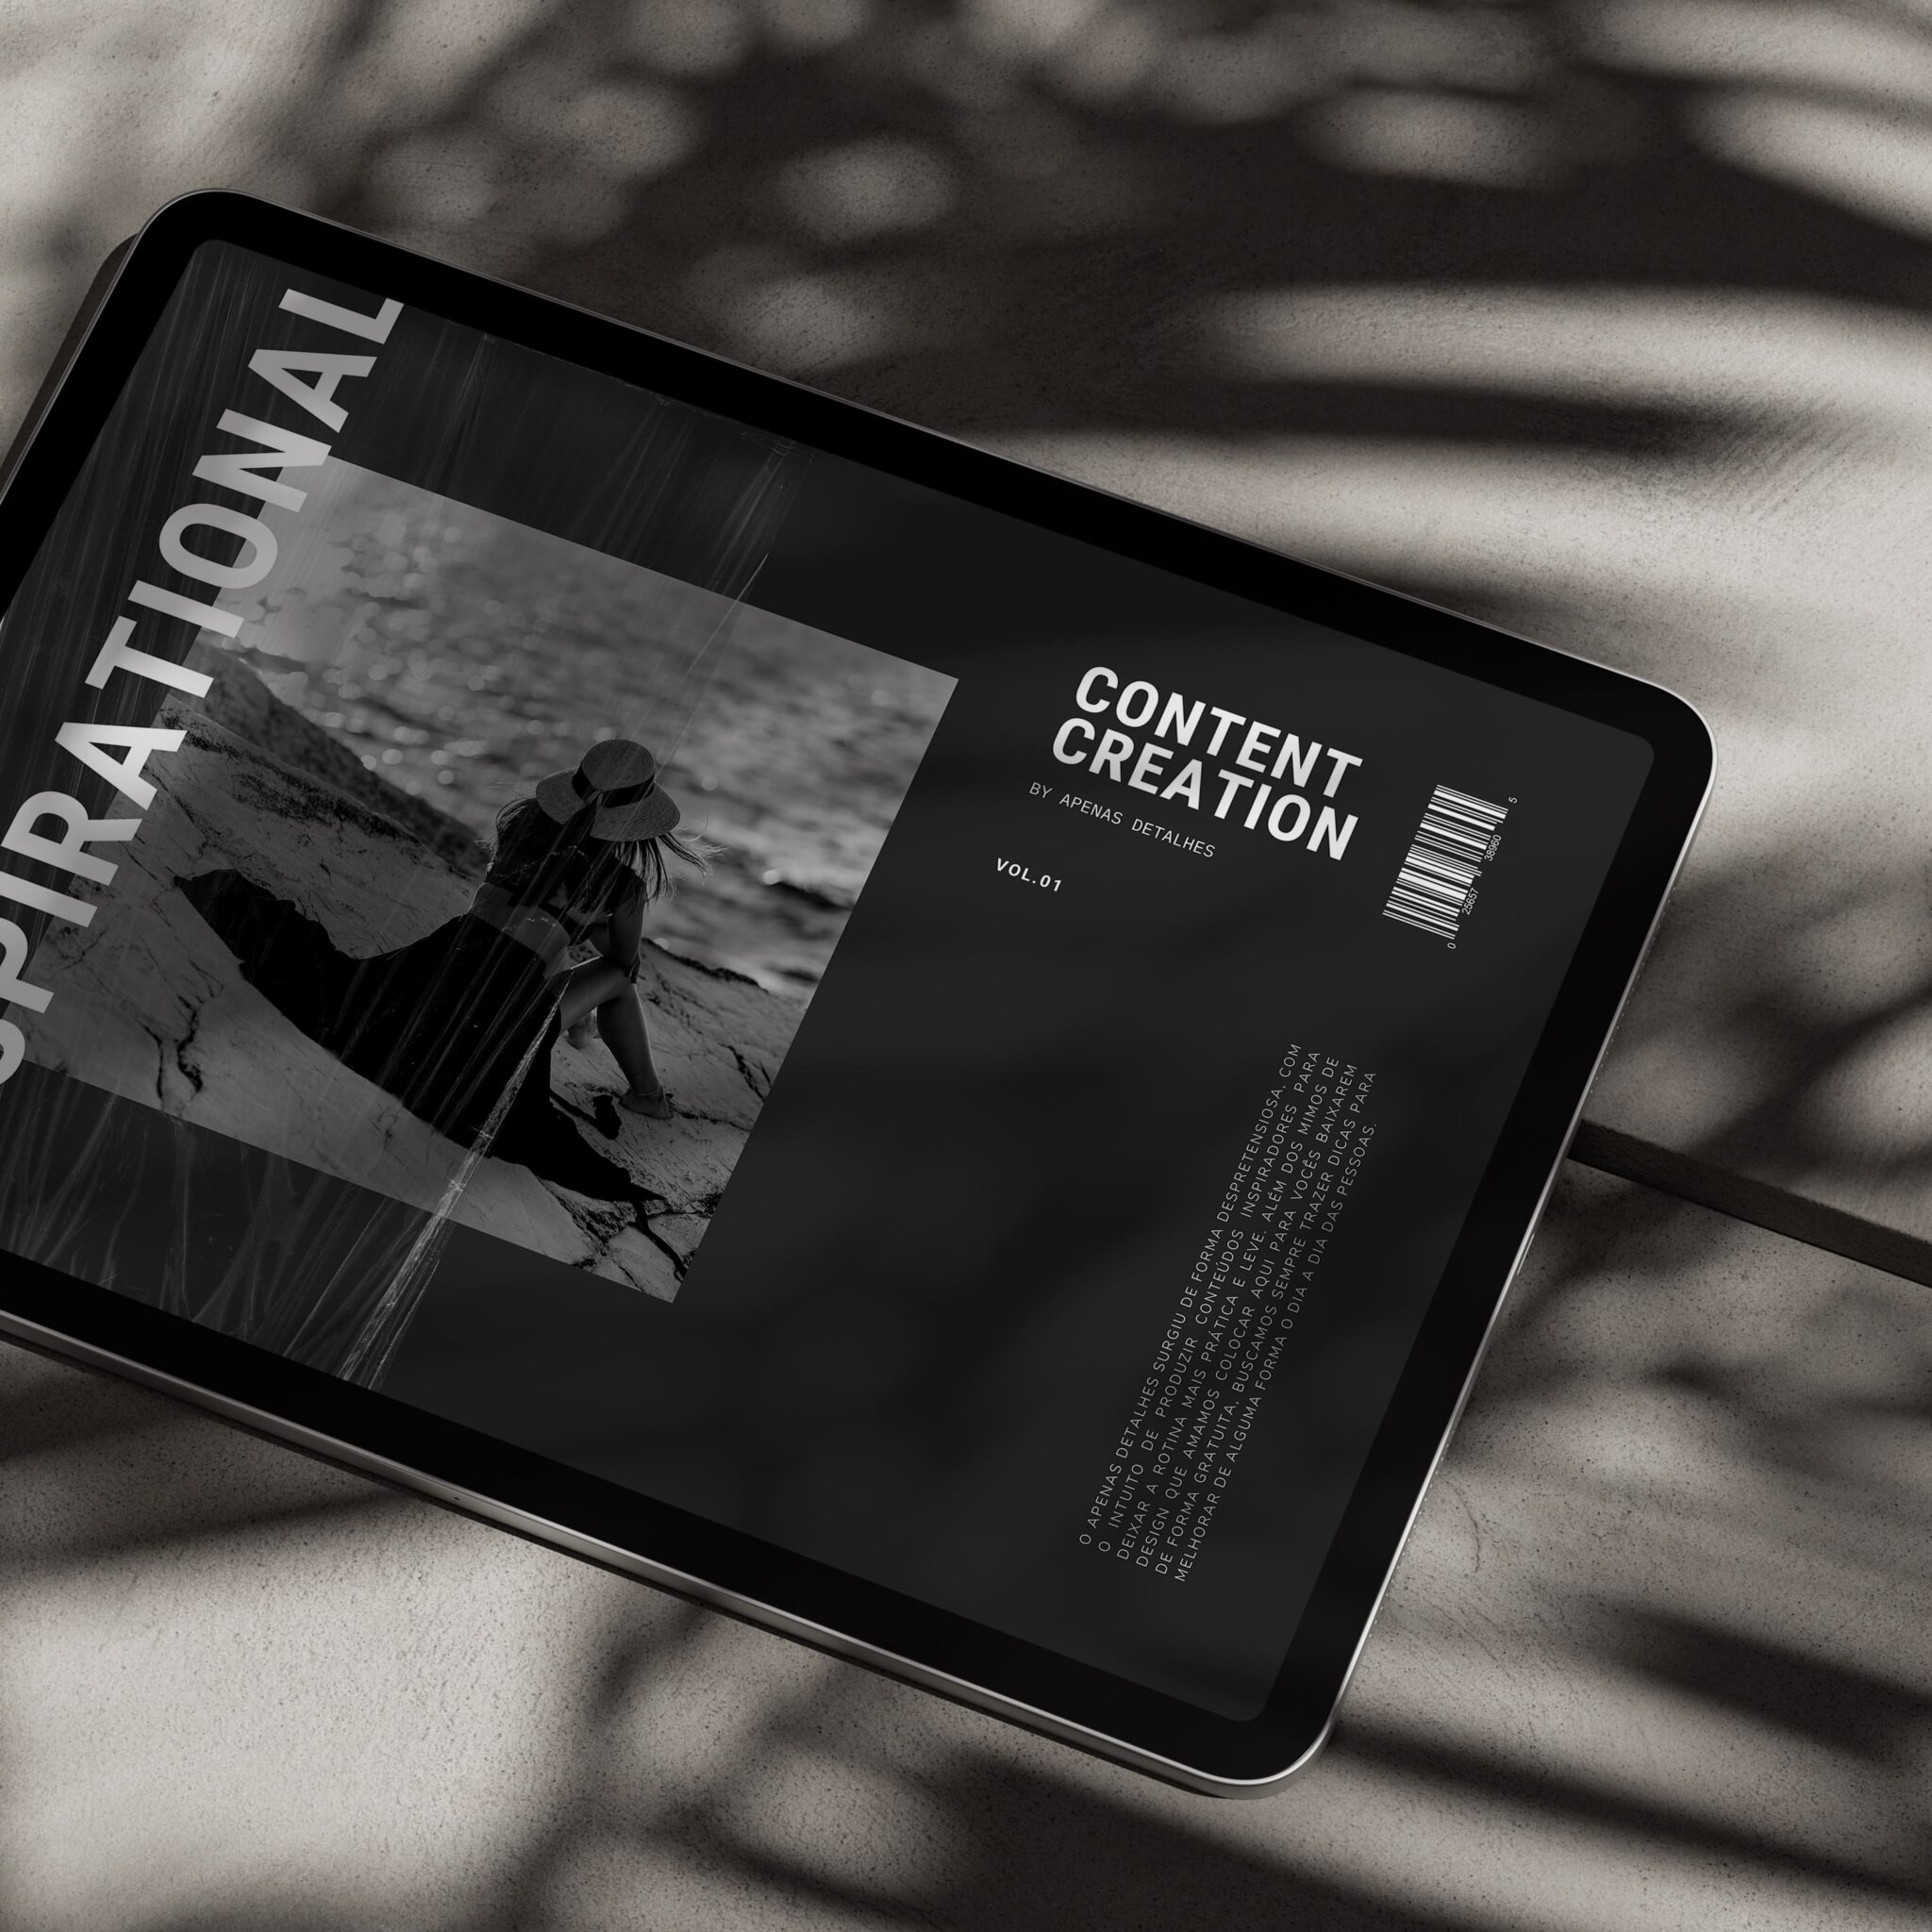 SPIRATIONAL
CONTENT
CREATION
BY APENAS DETALHES
VOL.01
0 25657 38960 5
O APENAS DETALHES SURGIU DE FORMA DESPRETENSIOSA, COM
O INTUITO DE PRODUZIR CONTEÚDOS INSPIRADORES PARA
DEIXAR A ROTINA MAIS PRÁTICA E LEVE. ALÉM DOS MIMOS DE
DESIGN QUE AMAMOS COLOCAR AQUI PARA VOCÊS BAIXAREM
DE FORMA GRATUITA, BUSCAMOS SEMPRE TRAZER DICAS PARA
MELHORAR DE ALGUMA FORMA O DIA A DIA DAS PESSOAS.